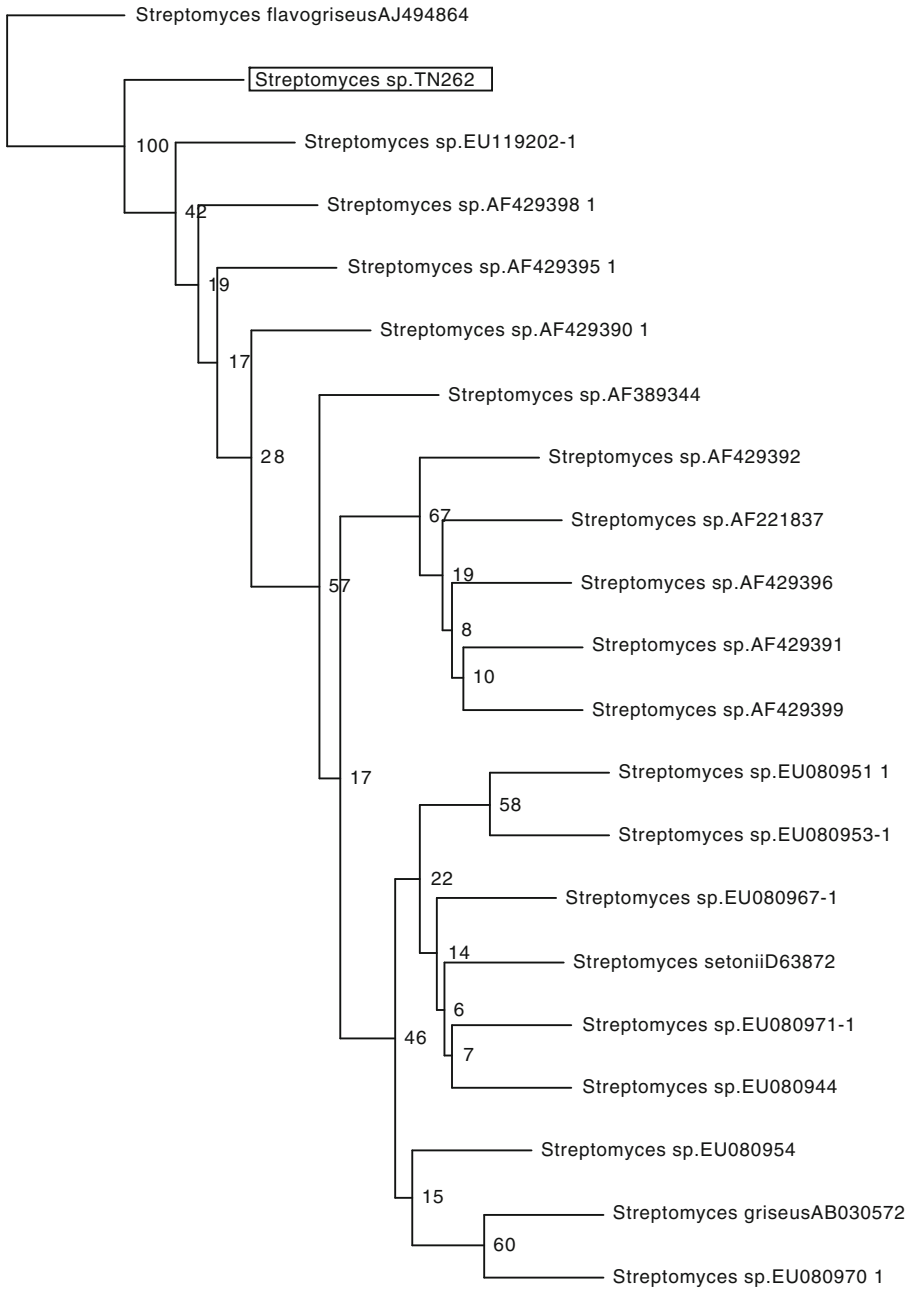 Streptomyces flavogriseusAJ494864
Streptomyces sp.TN262
100
Streptomyces sp.EU119202-1
Streptomyces sp.AF429398 1
42
Streptomyces sp.AF429395 1
19
Streptomyces sp.AF429390 1
17
Streptomyces sp.AF389344
28
Streptomyces sp.AF429392
67
Streptomyces sp.AF221837
19
Streptomyces sp.AF429396
57
8
Streptomyces sp.AF429391
10
Streptomyces sp.AF429399
Streptomyces sp.EU080951 1
17
58
Streptomyces sp.EU080953-1
22
Streptomyces sp.EU080967-1
14
Streptomyces setoniiD63872
6
Streptomyces sp.EU080971-1
46
7
Streptomyces sp.EU080944
Streptomyces sp.EU080954
15
Streptomyces griseusAB030572
60
Streptomyces sp.EU080970 1